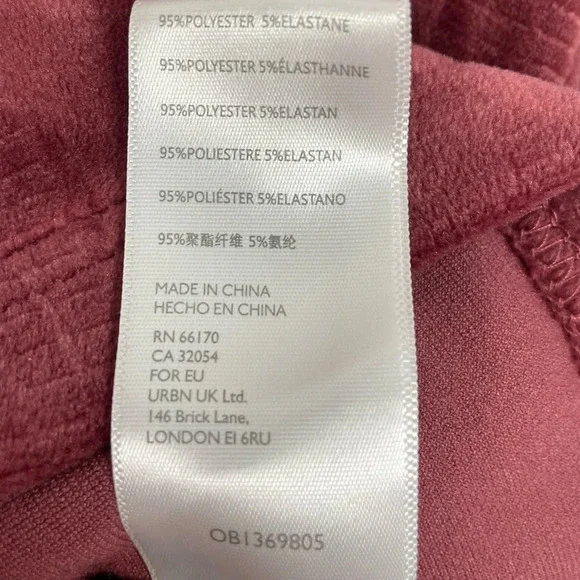 95%POLYESTER 5%ELASTANE
95%POLYESTER 5%ÉLASTHANNE
95%POLYESTER 5%ELASTAN
95%POLIESTERE 5%ELASTAN
95%POLIÉSTER 5%ELASTANO
95%聚酯纤维 5%氨纶
MADE IN CHINA
HECHO EN CHINA
RN 66170
CA 32054
FOR EU
URBN UK Ltd.
146 Brick Lane,
LONDON E1 6RU
OB1369805